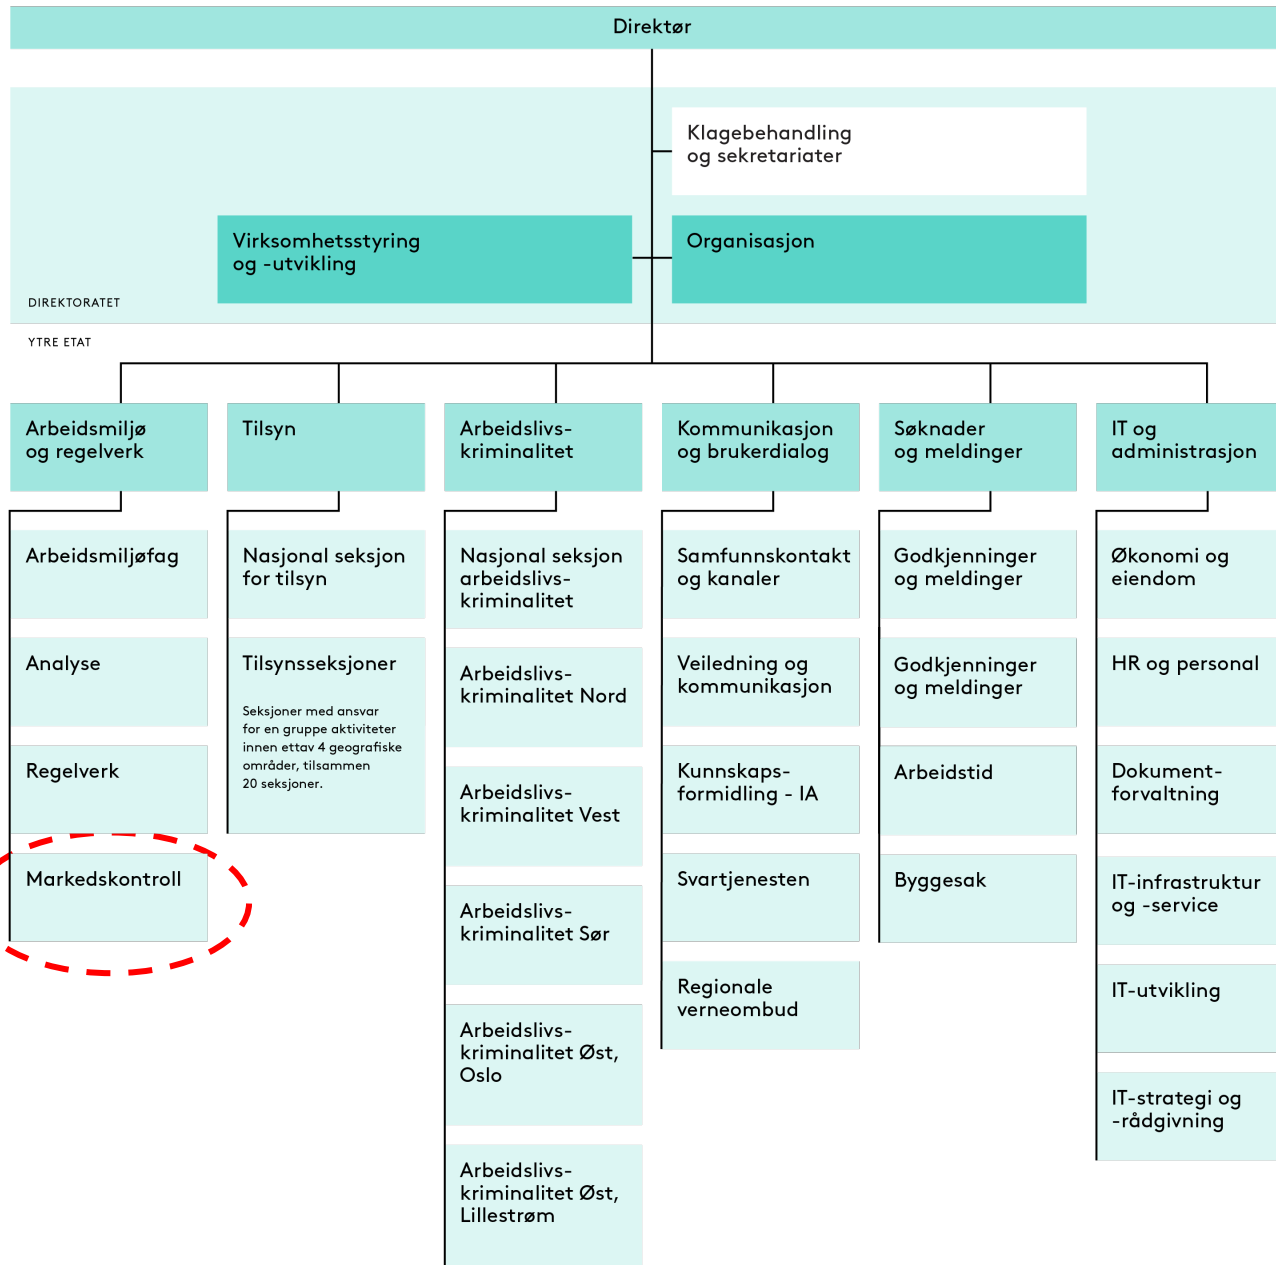 Direktør
Klagebehandling
og sekretariater
Virksomhetsstyring
og -utvikling
Organisasjon
DIREKTORATET
YTRE ETAT
Arbeidsmiljø
og regelverk
Arbeidsmiljøfag
Analyse
Regelverk
Markedskontroll
Tilsyn
Nasjonal seksjon
for tilsyn
Tilsynsseksjoner
Seksjoner med ansvar
for en gruppe aktiviteter
innen ettav 4 geografiske
områder, tilsammen
20 seksjoner.
Arbeidslivs-
kriminalitet
Nasjonal seksjon
arbeidslivs-
kriminalitet
Arbeidslivs-
kriminalitet Nord
Arbeidslivs-
kriminalitet Vest
Arbeidslivs-
kriminalitet Sør
Arbeidslivs-
kriminalitet Øst,
Oslo
Arbeidslivs-
kriminalitet Øst,
Lillestrøm
Kommunikasjon
og brukerdialog
Samfunnskontakt
og kanaler
Veiledning og
kommunikasjon
Kunnskaps-
formidling - IA
Svartjenesten
Regionale
verneombud
Søknader
og meldinger
Godkjenninger
og meldinger
Godkjenninger
og meldinger
Arbeidstid
Byggesak
IT og
administrasjon
Økonomi og
eiendom
HR og personal
Dokument-
forvaltning
IT-infrastruktur
og -service
IT-utvikling
IT-strategi og
-rådgivning